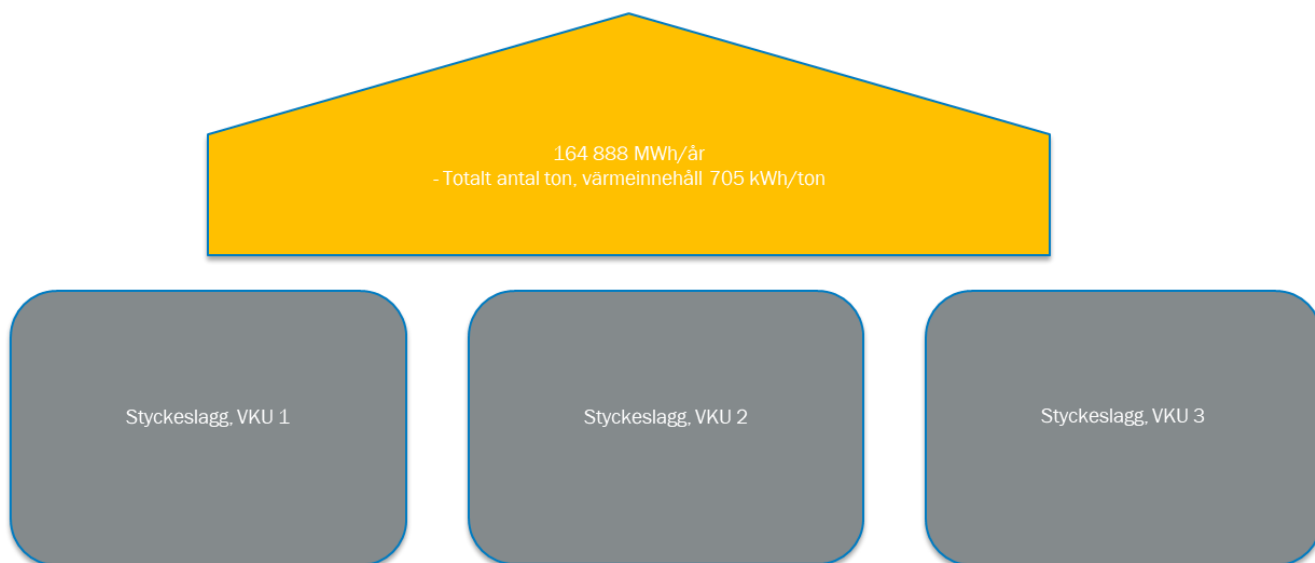 164 888 MWh/år
- Totalt antal ton, värmeinnehåll 705 kWh/ton
Styckeslagg, VKU 1
Styckeslagg, VKU 2
Styckeslagg, VKU 3